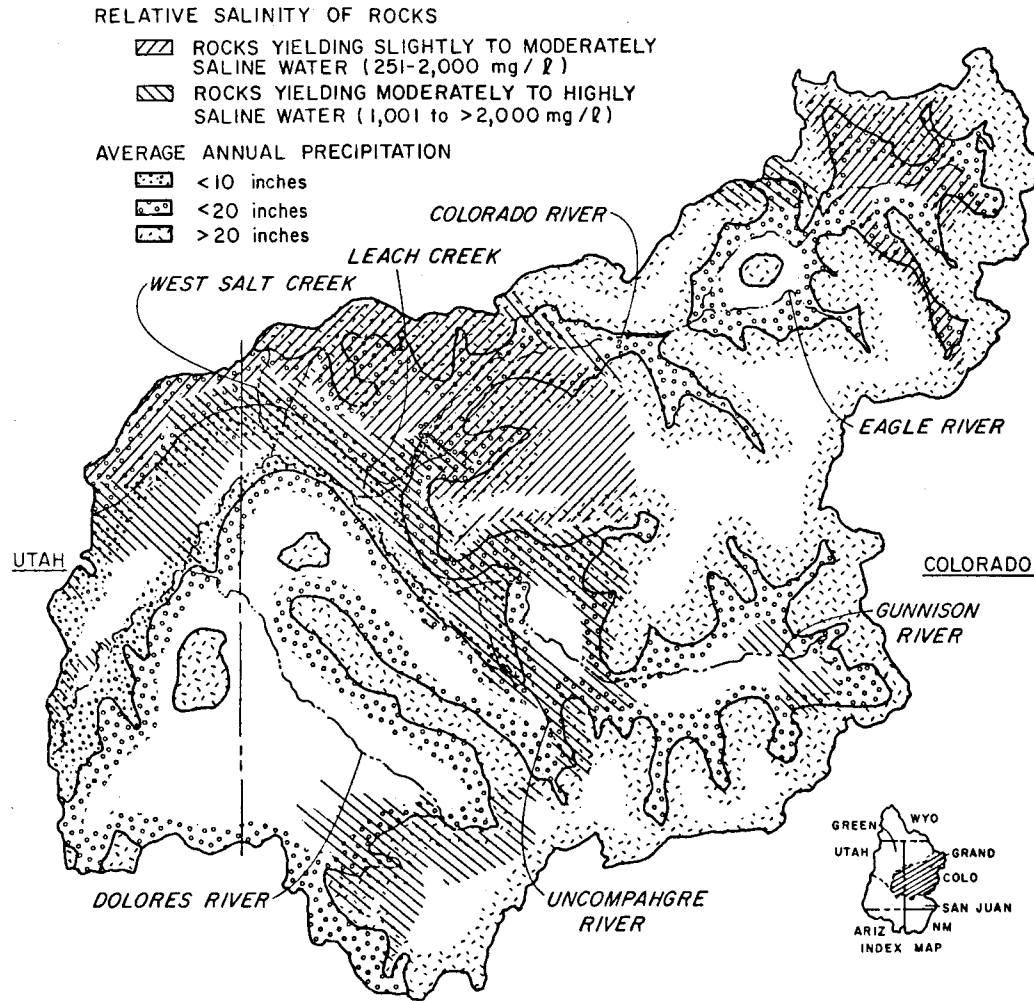 RELATIVE SALINITY OF ROCKS
ROCKS YIELDING SLIGHTLY TO MODERATELY
SALINE WATER (251-2,000 mg/ℓ)
ROCKS YIELDING MODERATELY TO HIGHLY
SALINE WATER (1,001 to >2,000 mg/ℓ)
AVERAGE ANNUAL PRECIPITATION
<10 inches
<20 inches
>20 inches
COLORADO RIVER
LEACH CREEK
WEST SALT CREEK
EAGLE RIVER
UTAH
COLORADO
GUNNISON
RIVER
DOLORES RIVER
UNCOMPAHGRE
RIVER
GREEN
WYO
UTAH
GRAND
COLO
SAN JUAN
ARIZ
NM
INDEX MAP